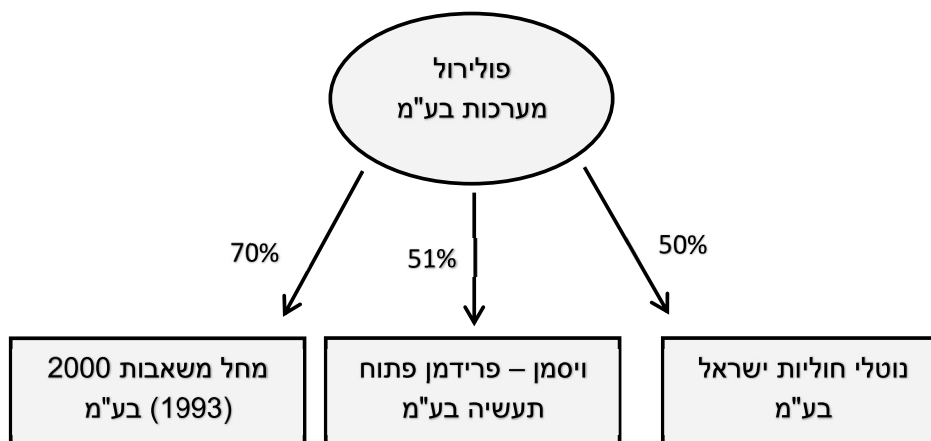 פולירול
מערכות בע"מ
50%
51%
70%
נוטלי חוליות ישראל
בע"מ
ויסמן – פרידמן פתוח
תעשיה בע"מ
מחל משאבות 2000
(1993) בע"מ